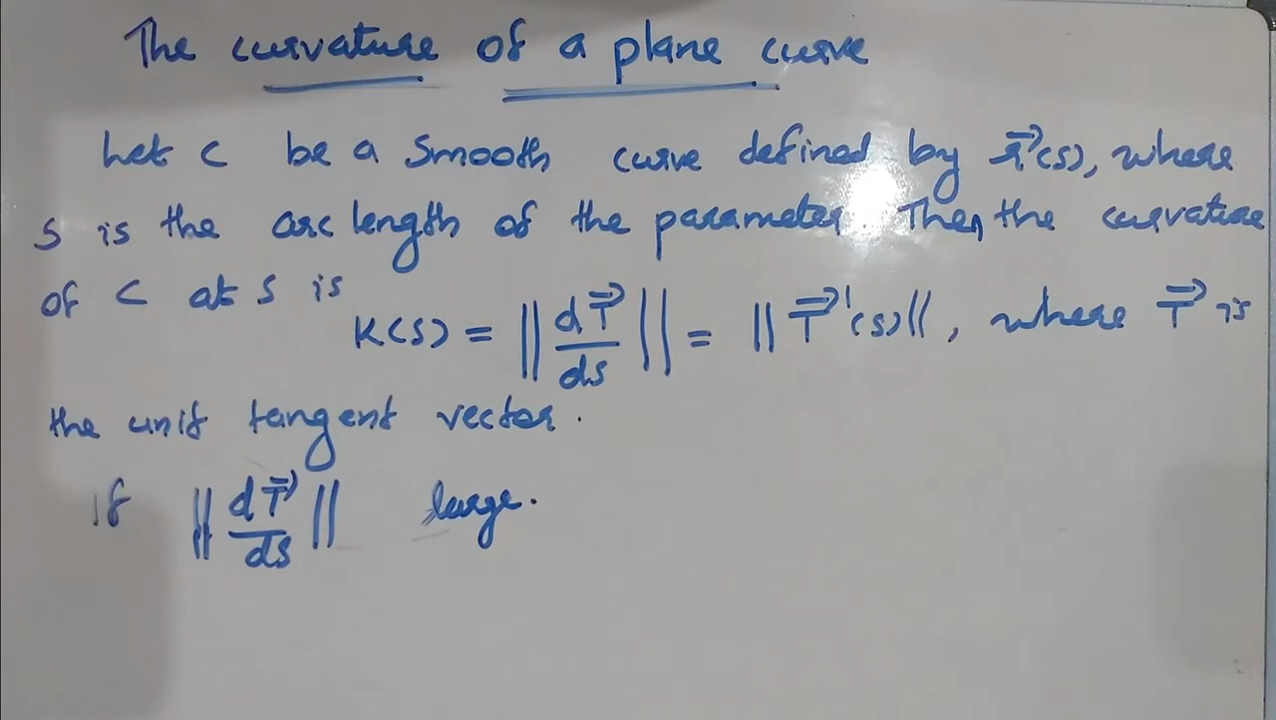 The curvature of a plane curve
Let C be a Smooth curve defined by r⃗(s), where
S is the arc length of the parameter. Then the curvature
of C at S is
K(S) = ||dT⃗/ds|| = ||T⃗'(s)||, where T⃗ is
the unit tangent vector.
if ||dT⃗/ds|| large.